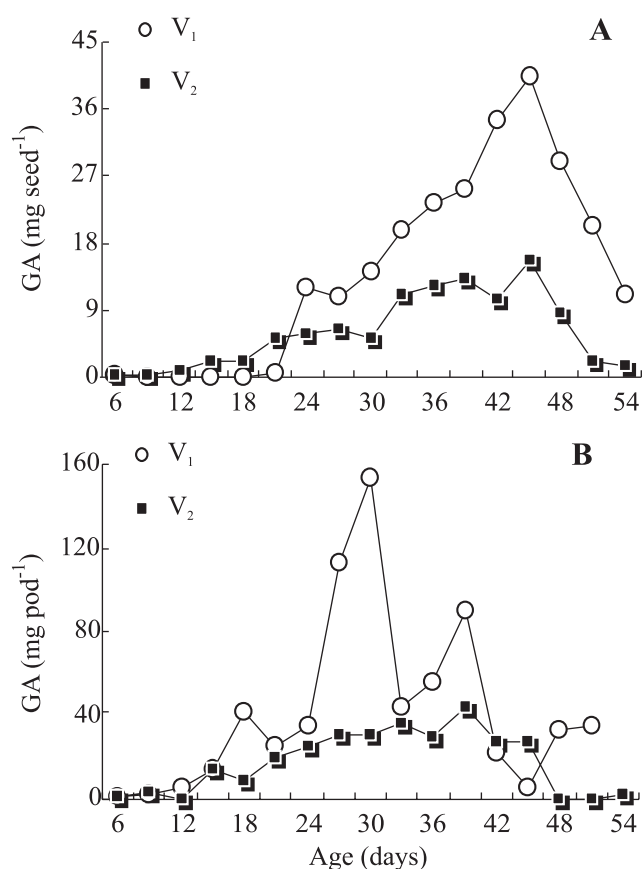 A
V₁
V₂
GA (mg seed⁻¹)
45
36
27
18
9
0
6 12 18 24 30 36 42 48 54
B
V₁
V₂
GA (mg pod⁻¹)
160
120
80
40
0
6 12 18 24 30 36 42 48 54
Age (days)